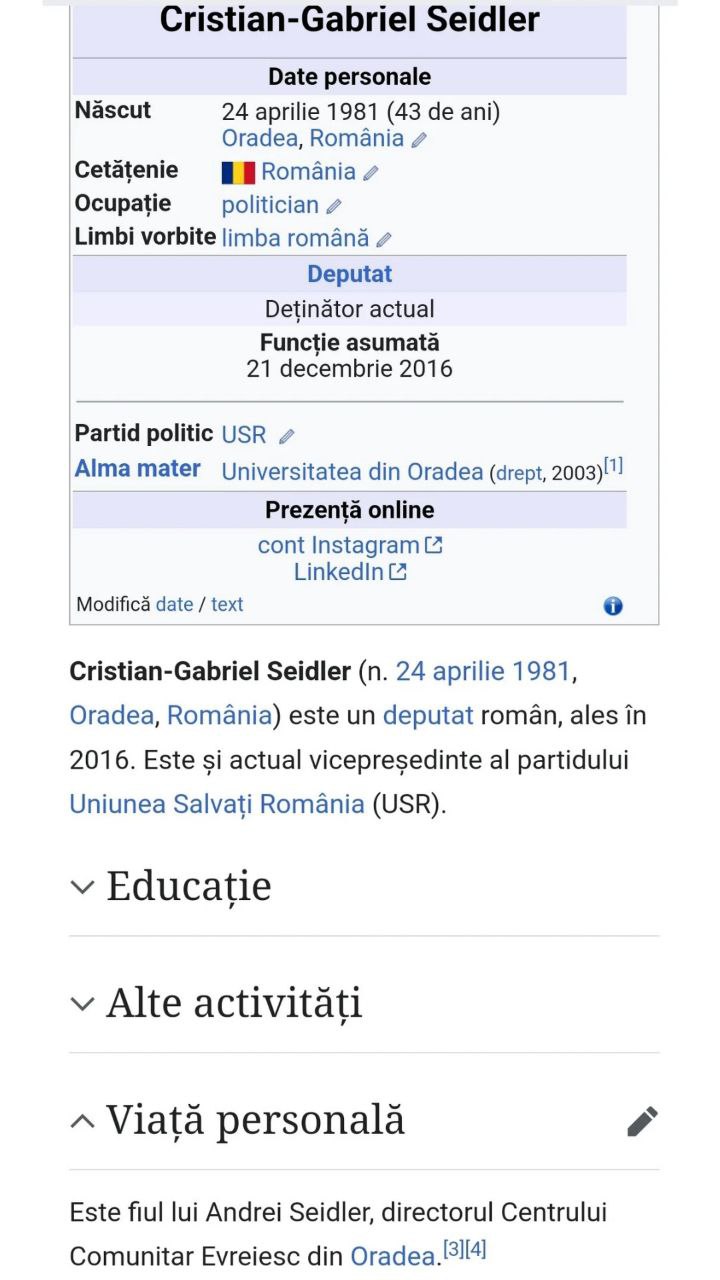 Cristian-Gabriel Seidler
Date personale
Născut 24 aprilie 1981 (43 de ani)
Oradea, România
Cetățenie România
Ocupație politician
Limbi vorbite limba română
Deputat
Deținător actual
Funcție asumată
21 decembrie 2016
Partid politic USR
Alma mater Universitatea din Oradea (drept, 2003)[1]
Prezență online
cont Instagram
LinkedIn
Modifică date / text
Cristian-Gabriel Seidler (n. 24 aprilie 1981,
Oradea, România) este un deputat român, ales în
2016. Este și actual vicepreședinte al partidului
Uniunea Salvați România (USR).
Educație
Alte activități
Viață personală
Este fiul lui Andrei Seidler, directorul Centrului
Comunitar Evreiesc din Oradea.[3][4]